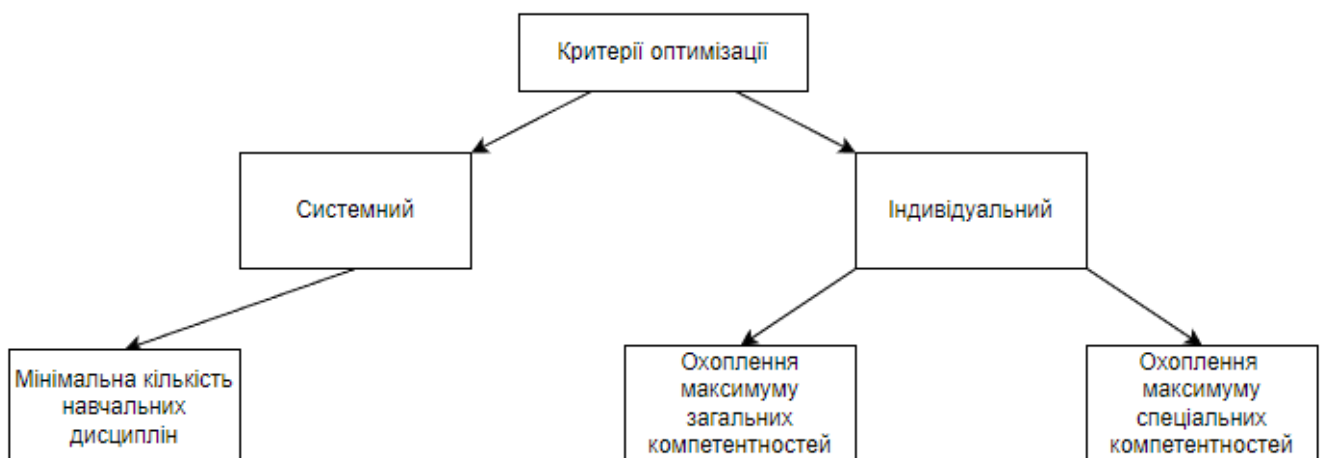 Критерії оптимізації
Системний
Індивідуальний
Мінімальна кількість
навчальних
дисциплін
Охоплення
максимуму
загальних
компетентностей
Охоплення
максимуму
спеціальних
компетентностей